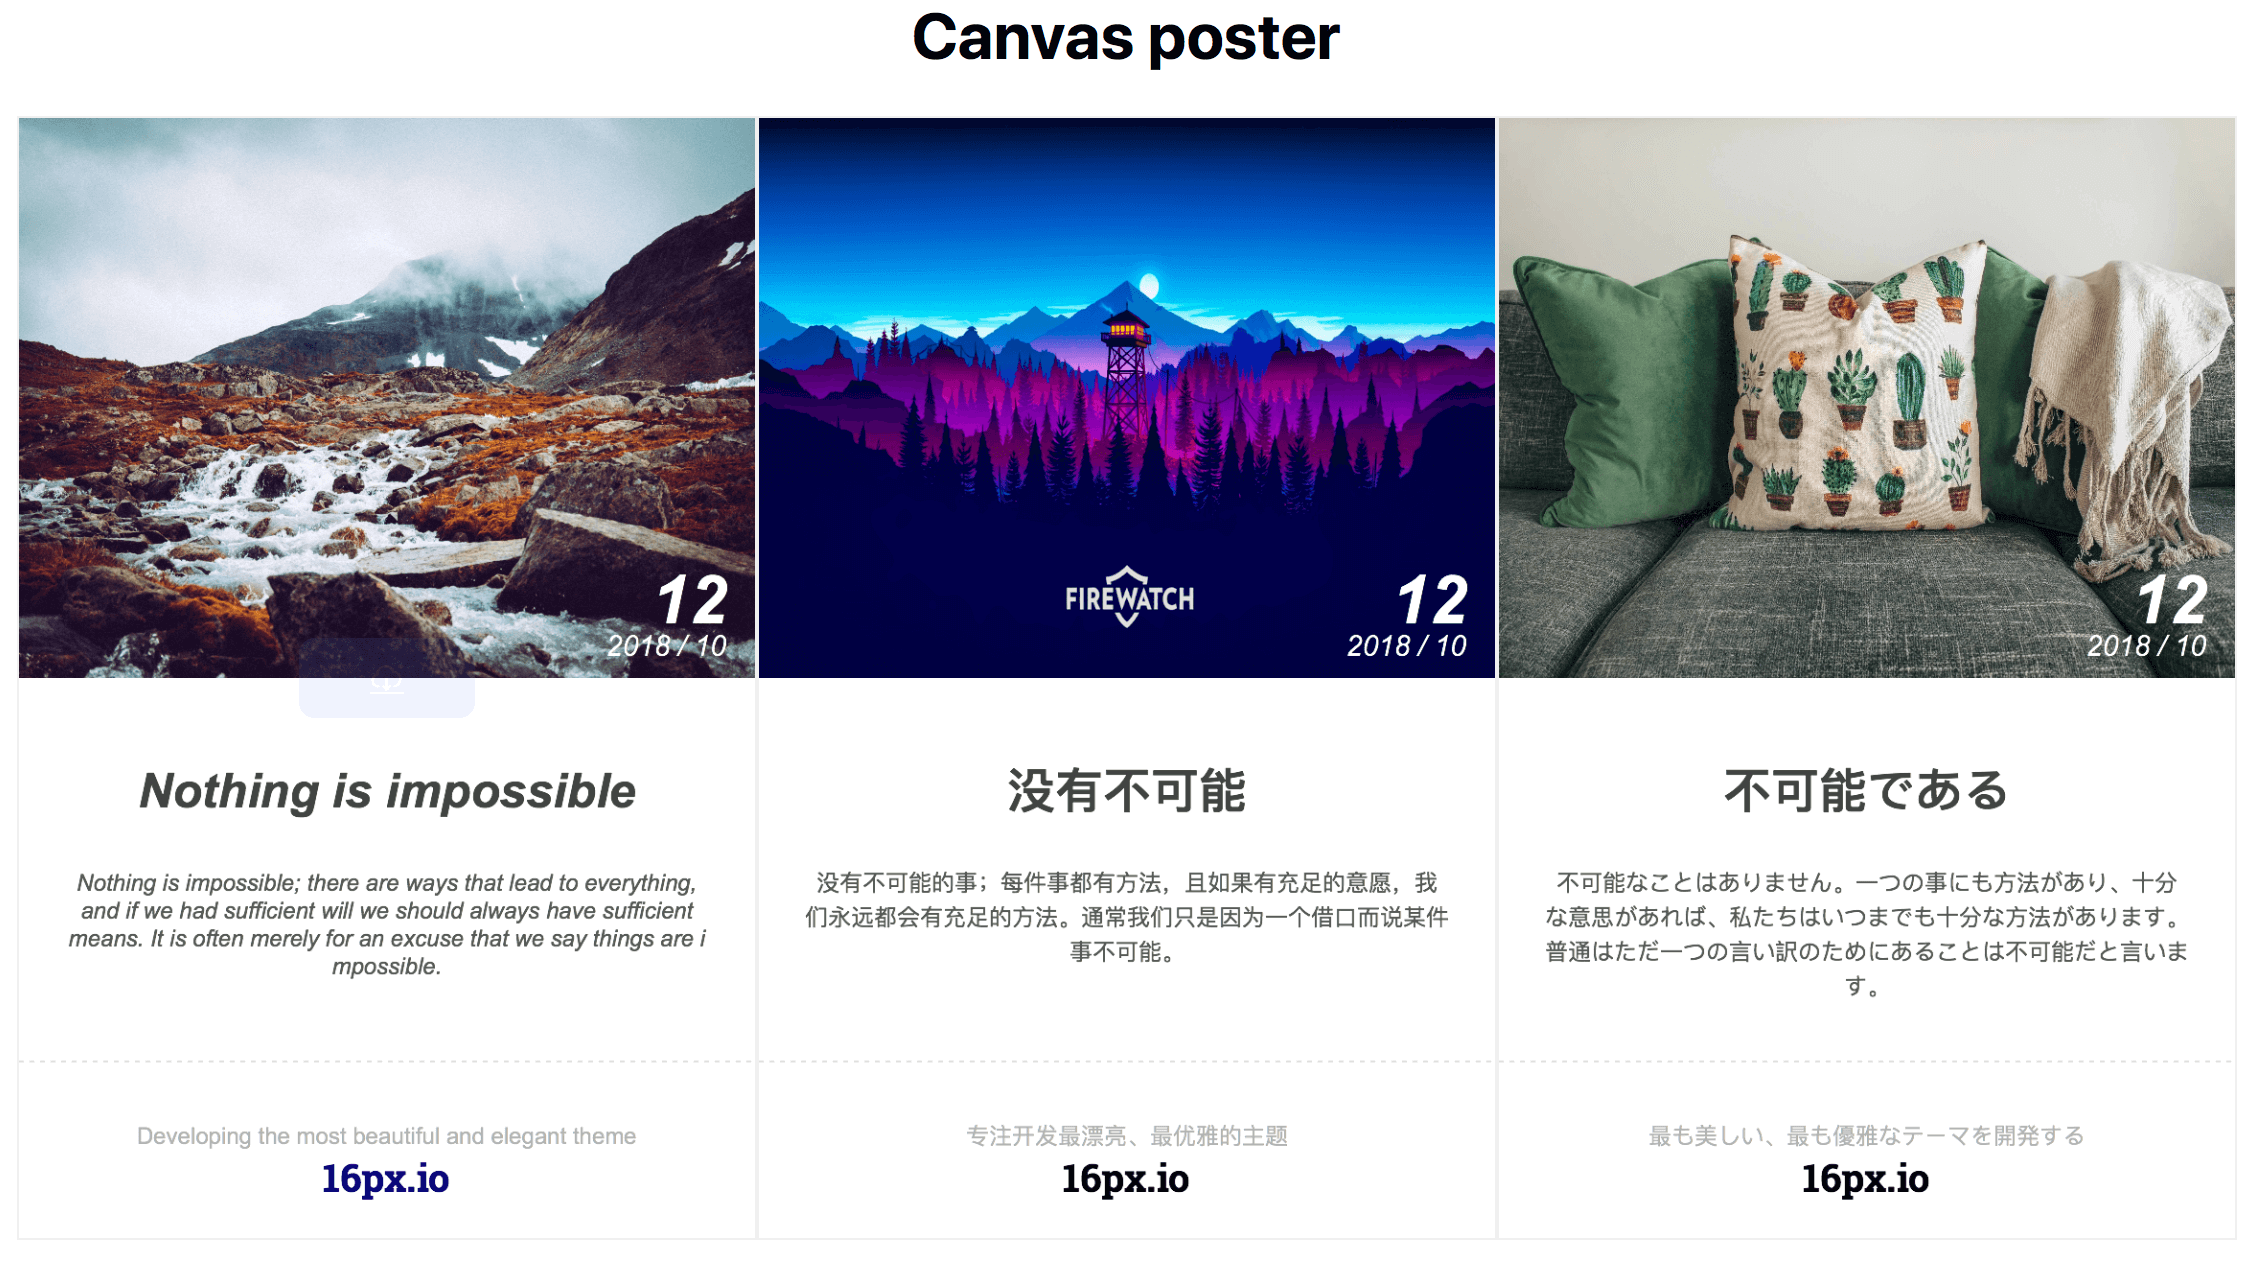 Canvas poster
12
2018 / 10
Nothing is impossible
Nothing is impossible; there are ways that lead to everything,
and if we had sufficient will we should always have sufficient
means. It is often merely for an excuse that we say things are i
mpossible.
Developing the most beautiful and elegant theme
16px.io
FIREWATCH
12
2018 / 10
没有不可能
没有不可能的事；每件事都有方法，且如果有充足的意愿，我
们永远都会有充足的方法。通常我们只是因为一个借口而说某件
事不可能。
专注开发最漂亮、最优雅的主题
16px.io
12
2018 / 10
不可能である
不可能なことはありません。一つの事にも方法があり、十分
な意思があれば、私たちはいつまでも十分な方法があります。
普通はただ一つの言い訳のためにあることは不可能だと言いま
す。
最も美しい、最も優雅なテーマを開発する
16px.io